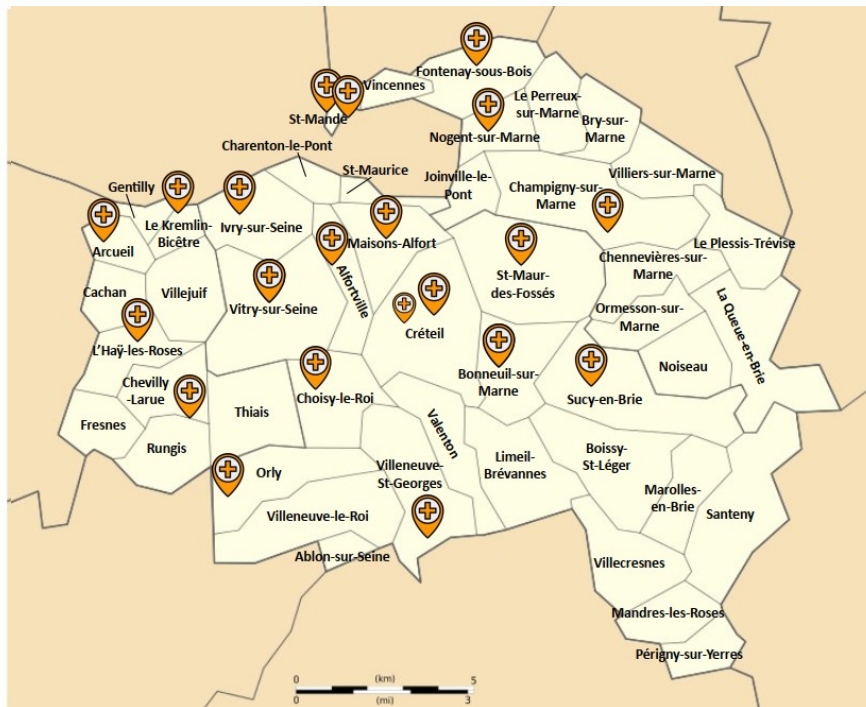 Fontenay-sous-Bois
Vincennes
St-Mandé
Le Perreux-
sur-Marne
Bry-sur-
Marne
Nogent-sur-Marne
Charenton-le-Pont
St-Maurice
Joinville-le-
Pont
Champigny-sur-
Marne
Villiers-sur-Marne
Gentilly
Le Kremlin-
Bicêtre
Ivry-sur-Seine
Maisons-Alfort
Arcueil
Alfortville
St-Maur-
des-Fossés
Chennevières-sur-
Marne
Le Plessis-Trévise
Cachan
Villejuif
Vitry-sur-Seine
Créteil
Ormesson-sur-
Marne
La Queue-en-Brie
L'Haÿ-les-Roses
Chevilly
-Larue
Choisy-le-Roi
Bonneuil-sur-
Marne
Sucy-en-Brie
Noiseau
Fresnes
Rungis
Thiais
Valenton
Orly
Villeneuve-
St-Georges
Limeil-
Brévannes
Boissy-
St-Léger
Marolles-
en-Brie
Santeny
Villeneuve-le-Roi
Ablon-sur-Seine
Villecresnes
Mandres-les-Roses
Périgny-sur-Yerres
0 (km) 5
0 (mi) 3